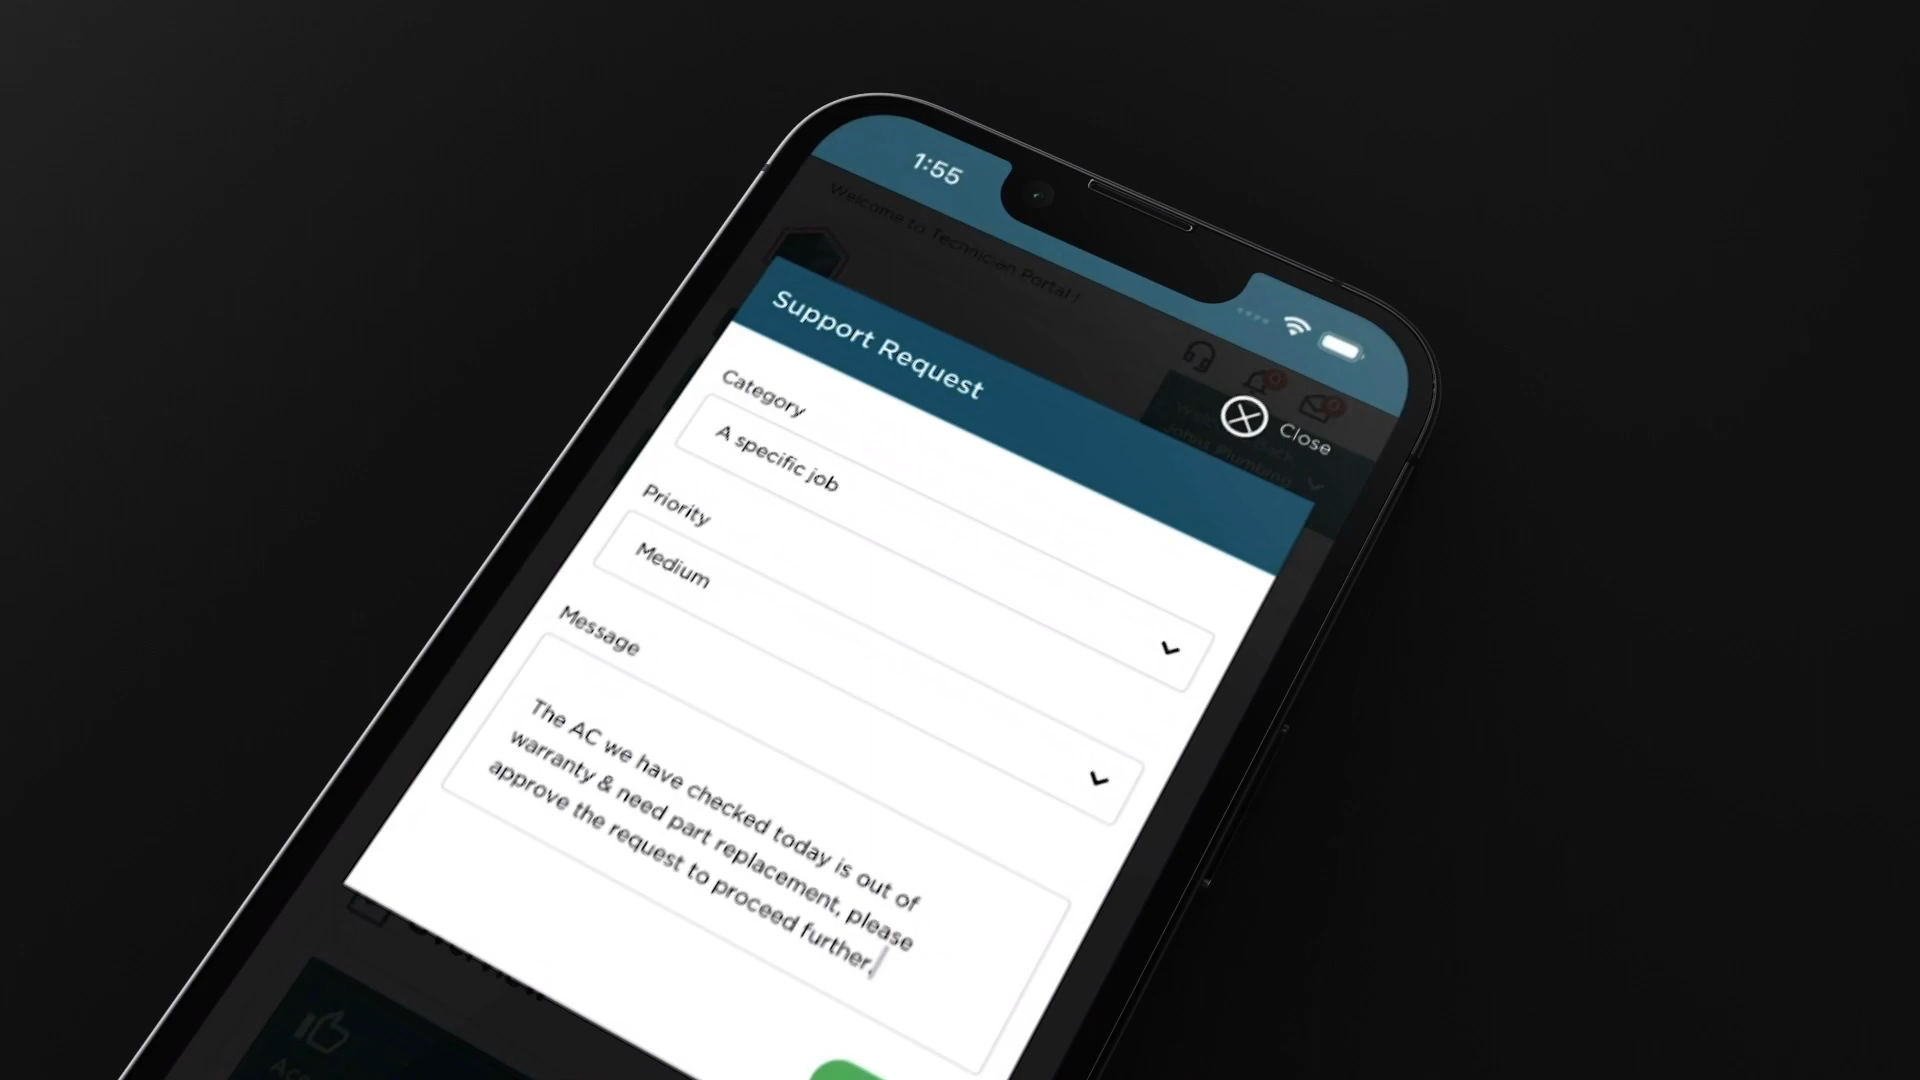 1:55
Welcome to Technician Portal !
Support Request
Close
Category
A specific job
Priority
Medium
Message
The AC we have checked today is out of
warranty & need part replacement, please
approve the request to proceed further.